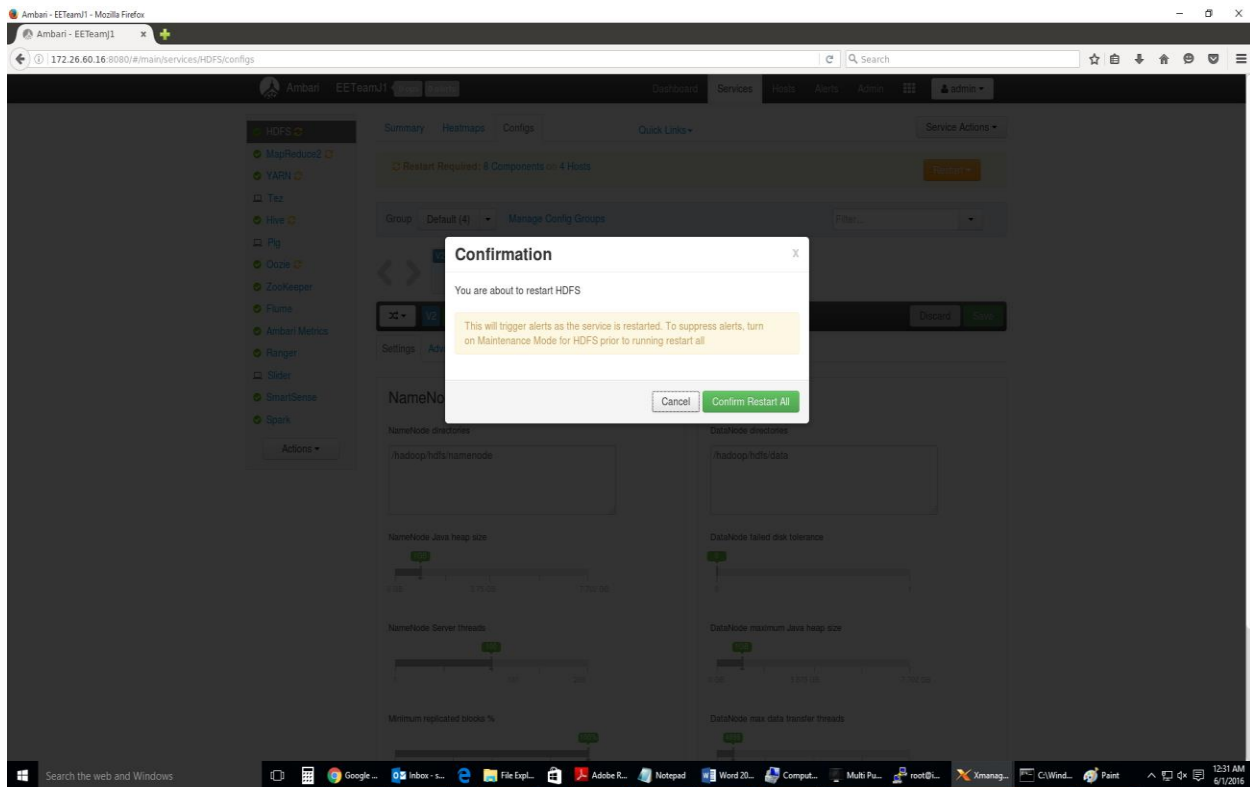 Ambari - EETeamJ1 - Mozilla Firefox
Ambari - EETeamJ1
172.26.60.16:8080/#/main/services/HDFS/configs
Search
Ambari EETeamJ1
Dashboard Services Hosts Alerts Admin admin
HDFS
MapReduce2
YARN
Tez
Hive
Pig
Oozie
ZooKeeper
Flume
Ambari Metrics
Ranger
Slider
SmartSense
Spark
Actions
Summary Heatmaps Configs Quick Links Service Actions
Restart Required: 6 Components on 4 Hosts Restart
Group Default (4) Manage Config Groups Filter...
V2 Discard Save
Settings
Confirmation
X
You are about to restart HDFS
This will trigger alerts as the service is restarted. To suppress alerts, turn
on Maintenance Mode for HDFS prior to running restart all
Cancel Confirm Restart All
NameNo
NameNode directories
/hadoop/hdfs/namenode
NameNode Java heap size
NameNode Server threads
Minimum replicated blocks %
DataNode directories
/hadoop/hdfs/data
DataNode failed disk tolerance
DataNode maximum Java heap size
DataNode max data transfer threads
Search the web and Windows
Google ... Inbox - s... File Expl... Adobe R... Notepad Word 20... Comput... Multi Pu... root@i... Xmanag... C:\Wind... Paint
12:31 AM
6/1/2016